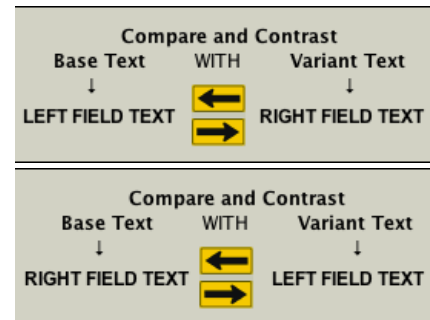 Compare and Contrast
Base Text WITH Variant Text
↓ ↓
LEFT FIELD TEXT RIGHT FIELD TEXT
Compare and Contrast
Base Text WITH Variant Text
↓ ↓
RIGHT FIELD TEXT LEFT FIELD TEXT